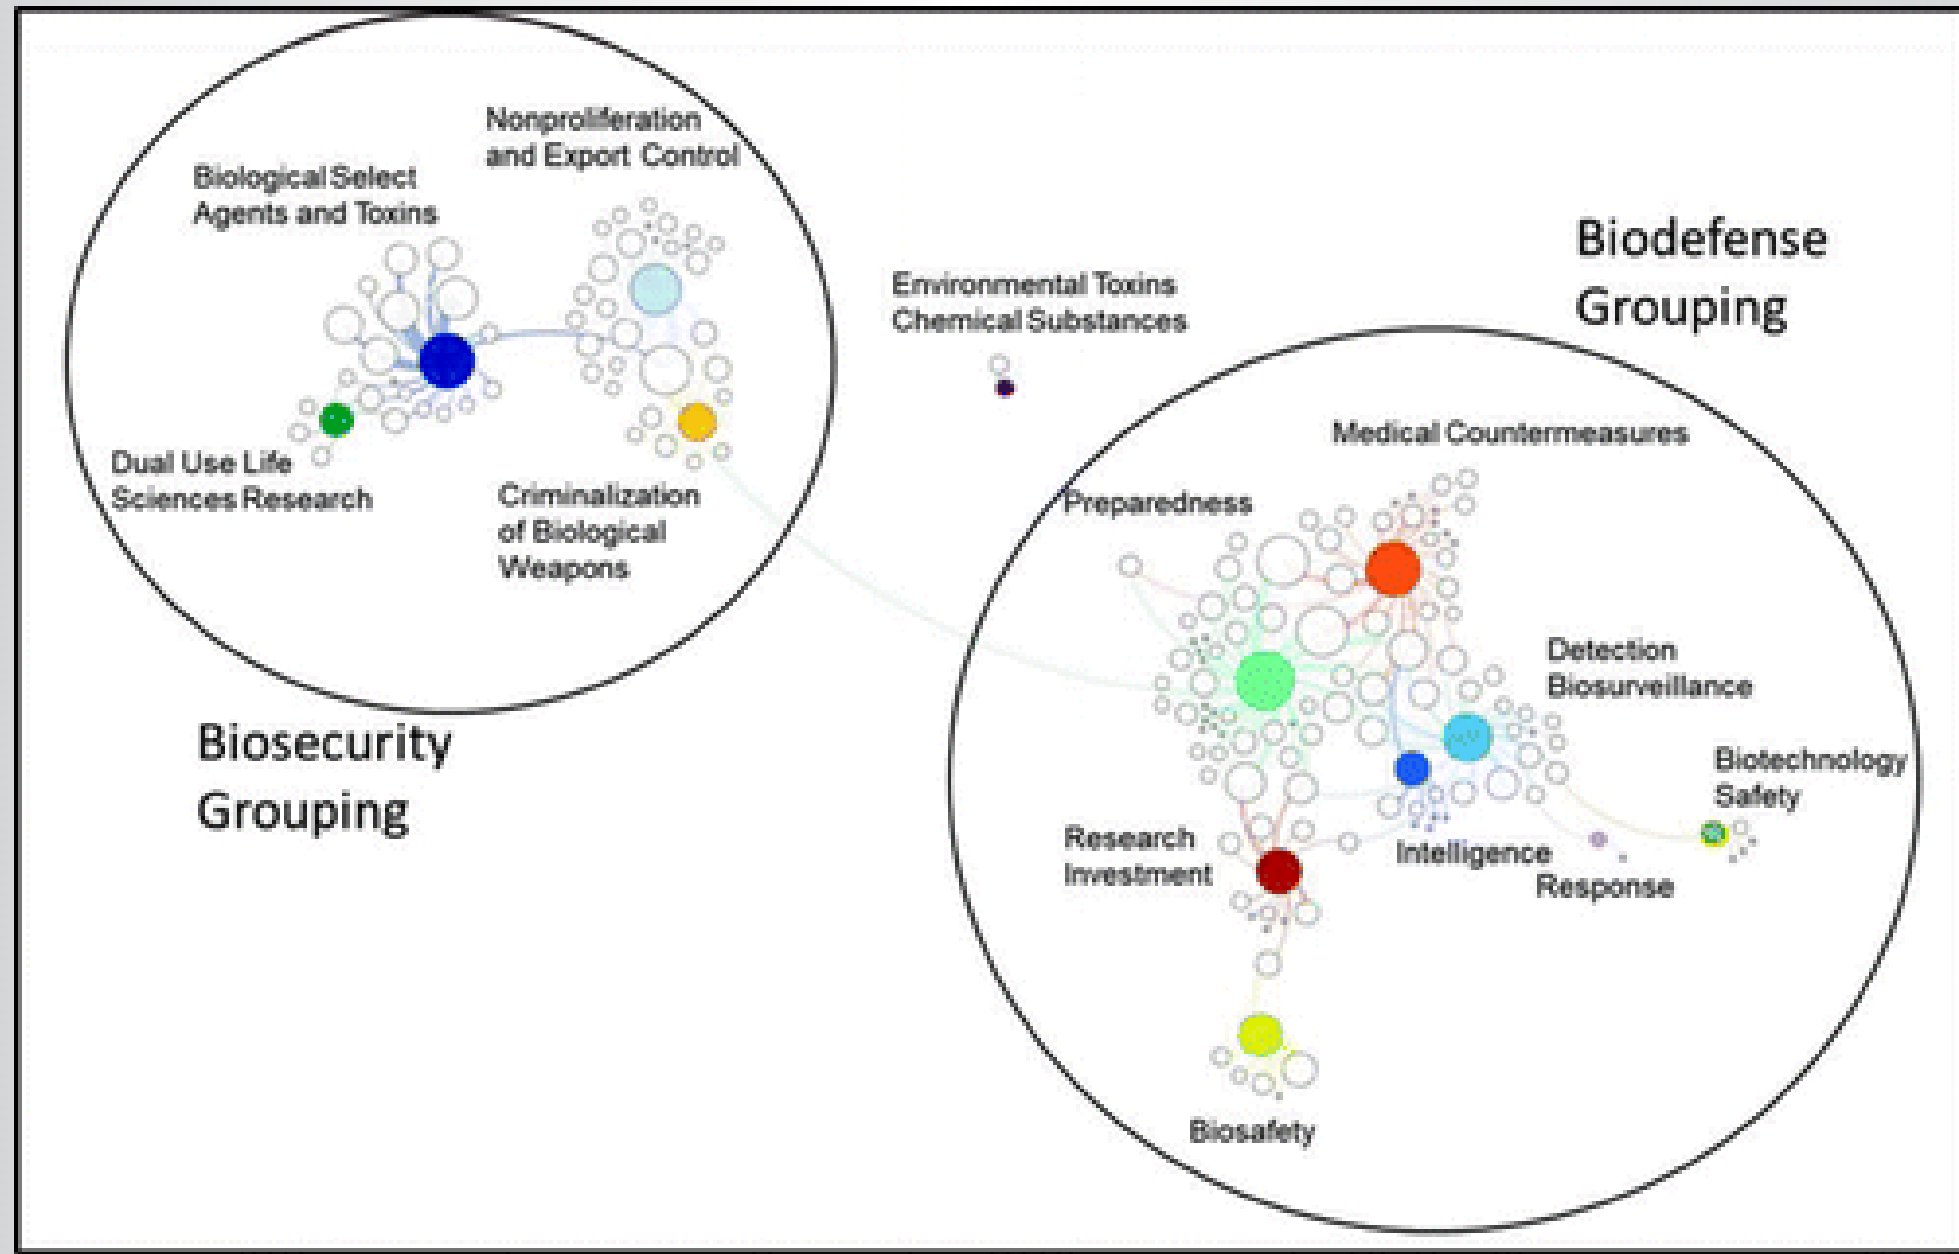 Nonproliferation
and Export Control
Biological Select
Agents and Toxins
Dual Use Life
Sciences Research
Criminalization
of Biological
Weapons
Biosecurity
Grouping
Environmental Toxins
Chemical Substances
Biodefense
Grouping
Medical Countermeasures
Preparedness
Detection
Biosurveillance
Biotechnology
Safety
Research
Investment
Intelligence
Response
Biosafety